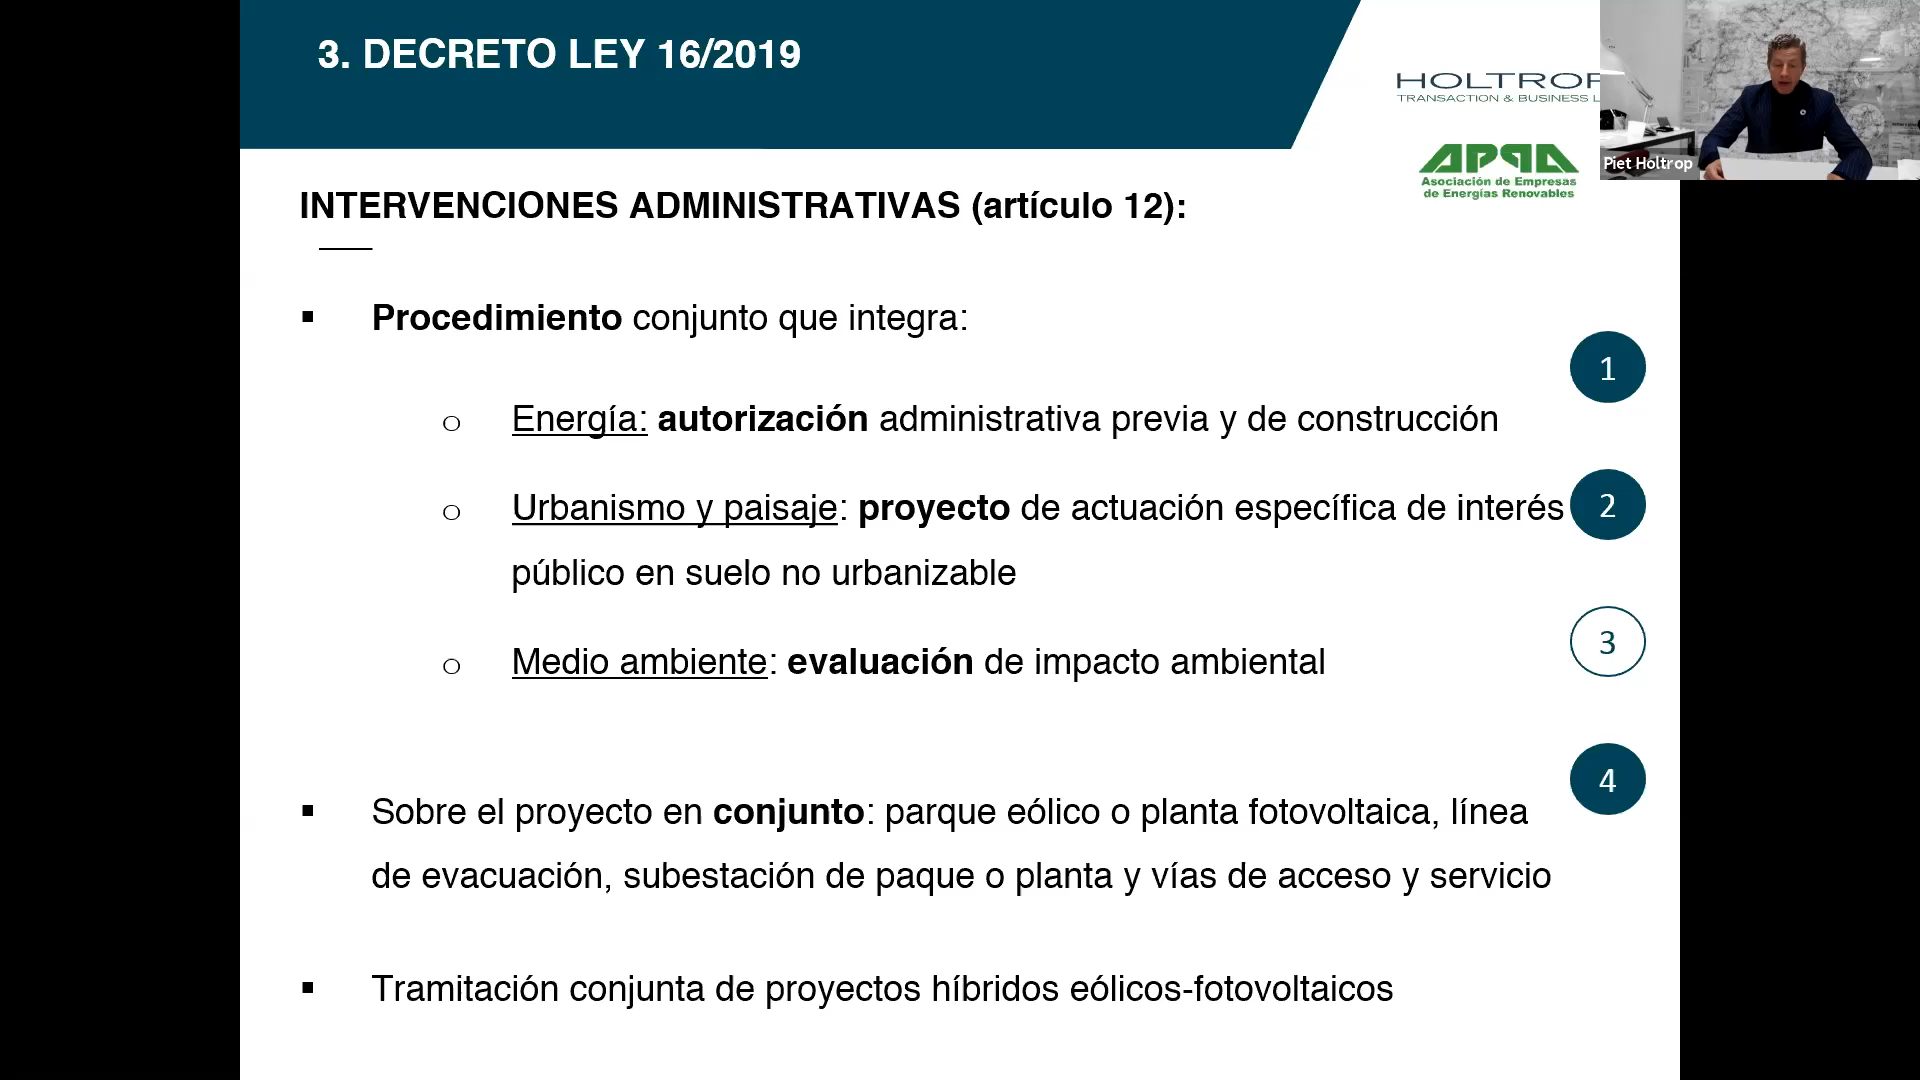 3. DECRETO LEY 16/2019
HOLTROP
TRANSACTION & BUSINESS L
Asociación de Empresas
de Energías Renovables
APPA
Piet Holtrop
INTERVENCIONES ADMINISTRATIVAS (artículo 12):
▪ Procedimiento conjunto que integra:
1
o Energía: autorización administrativa previa y de construcción
o Urbanismo y paisaje: proyecto de actuación específica de interés
2
público en suelo no urbanizable
3
o Medio ambiente: evaluación de impacto ambiental
4
▪ Sobre el proyecto en conjunto: parque eólico o planta fotovoltaica, línea
de evacuación, subestación de paque o planta y vías de acceso y servicio
▪ Tramitación conjunta de proyectos híbridos eólicos-fotovoltaicos